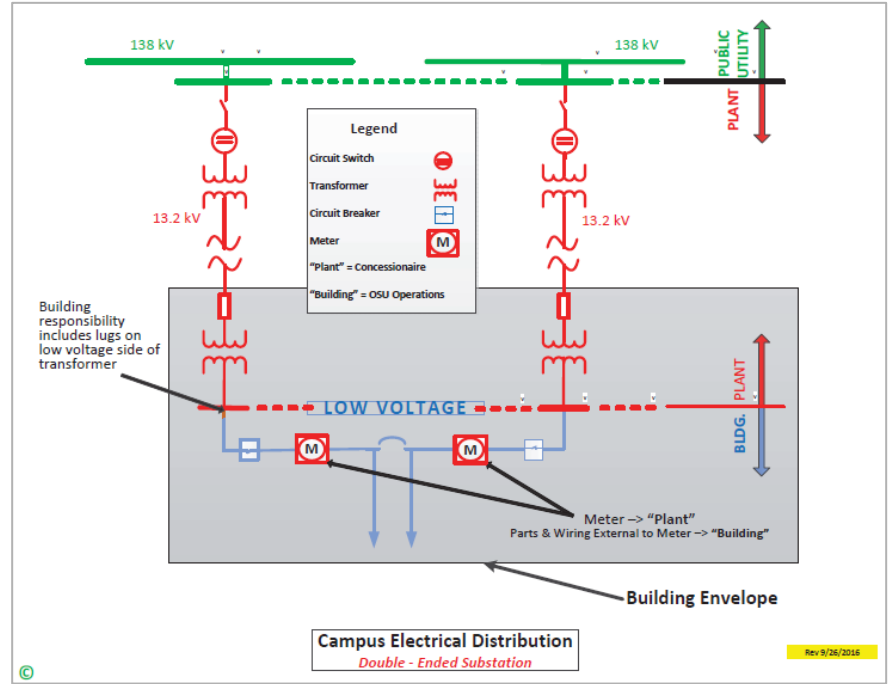 138 kV
138 kV
PUBLIC
UTILITY
PLANT
Legend
Circuit Switch
Transformer
Circuit Breaker
Meter
M
"Plant" = Concessionaire
"Building" = OSU Operations
13.2 kV
13.2 kV
Building
responsibility
includes lugs on
low voltage side of
transformer
LOW VOLTAGE
PLANT
BLDG.
M
M
Meter –> "Plant"
Parts & Wiring External to Meter –> "Building"
Building Envelope
Campus Electrical Distribution
Double - Ended Substation
Rev 9/26/2016
©